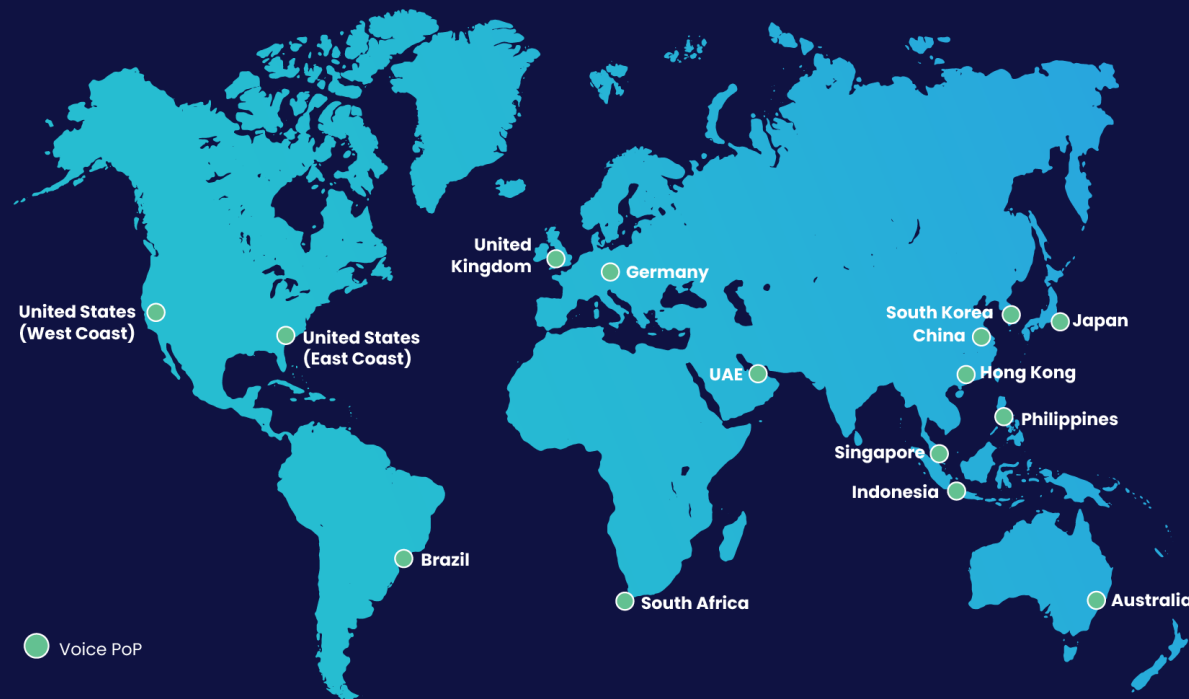 United
Kingdom
Germany
United States
(West Coast)
United States
(East Coast)
South Korea
Japan
China
UAE
Hong Kong
Philippines
Singapore
Indonesia
Brazil
South Africa
Australia
Voice PoP